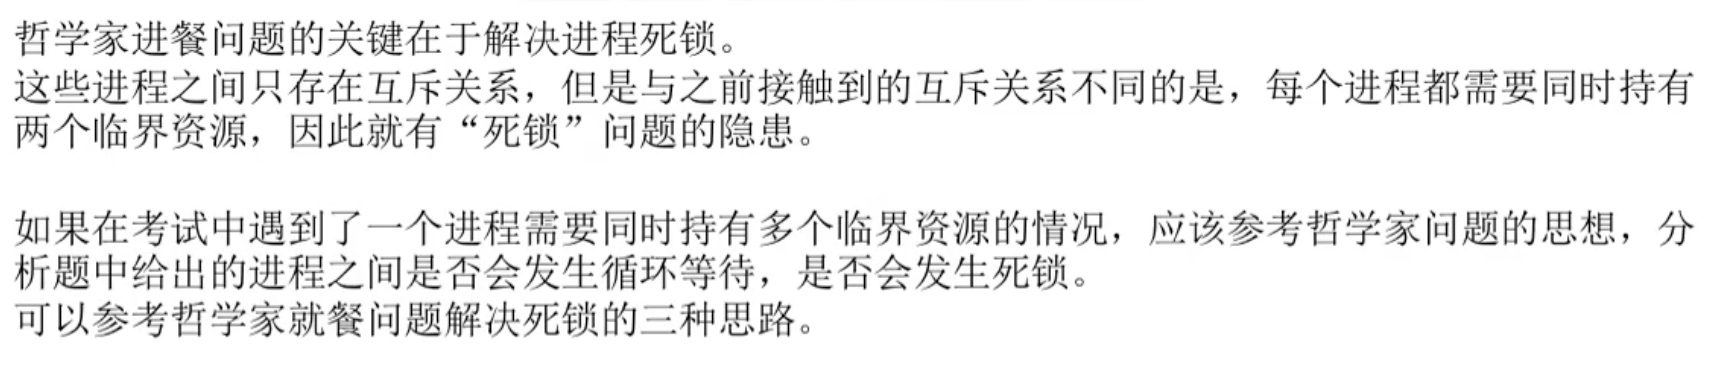 哲学家进餐问题的关键在于解决进程死锁。
这些进程之间只存在互斥关系，但是与之前接触到的互斥关系不同的是，每个进程都需要同时持有
两个临界资源，因此就有“死锁”问题的隐患。
如果在考试中遇到了一个进程需要同时持有多个临界资源的情况，应该参考哲学家问题的思想，分
析题中给出的进程之间是否会发生循环等待，是否会发生死锁。
可以参考哲学家就餐问题解决死锁的三种思路。